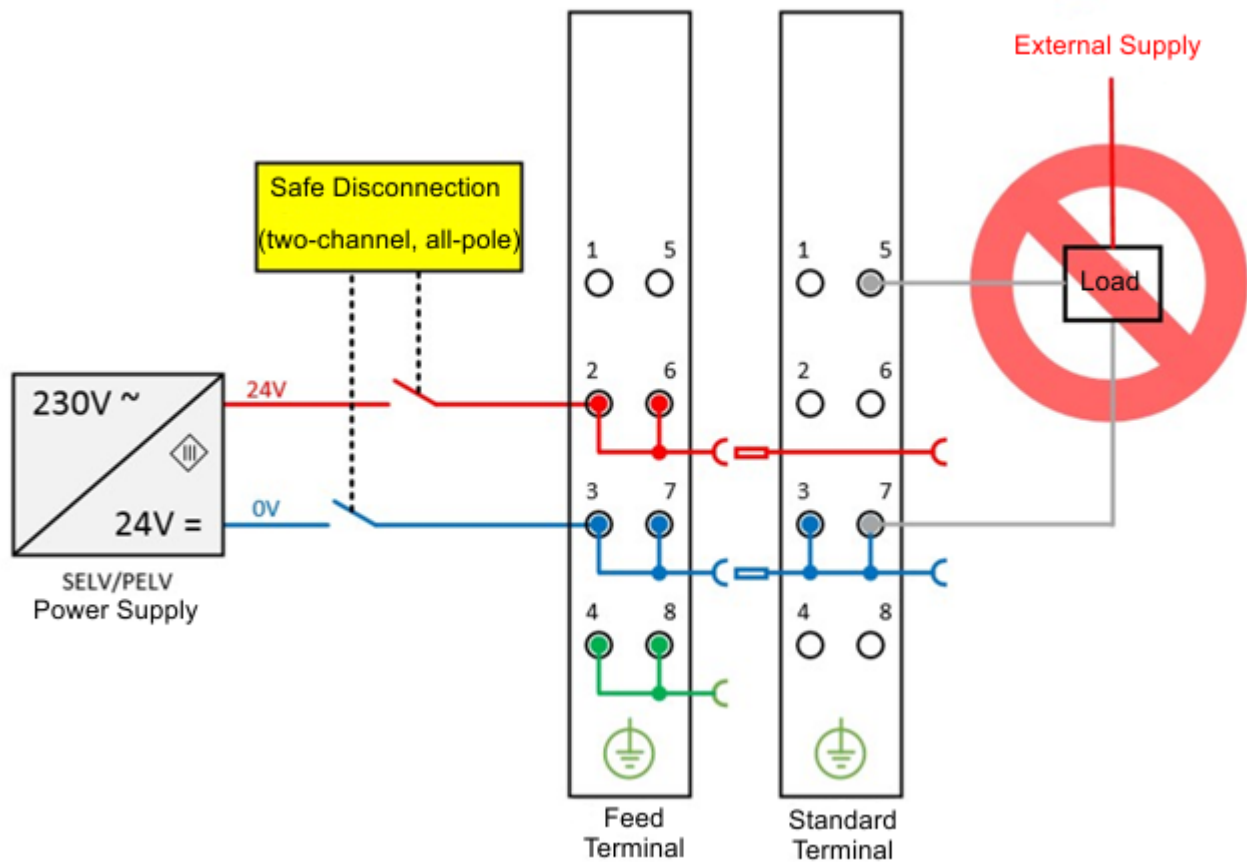 External Supply
Safe Disconnection
(two-channel, all-pole)
1 5
1 5
Load
230V ~
24V
2 6
2 6
III
24V =
0V
3 7
3 7
SELV/PELV
Power Supply
4 8
4 8
Feed
Terminal
Standard
Terminal